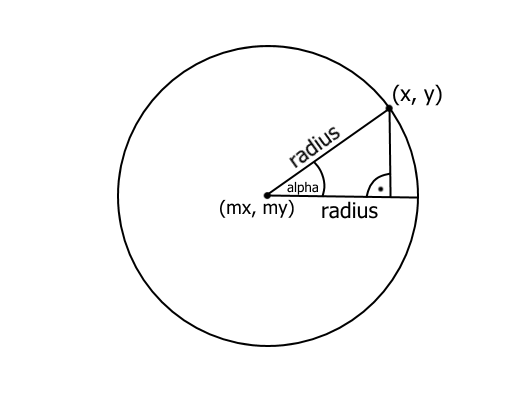 (x, y)
radius
alpha
(mx, my)
radius